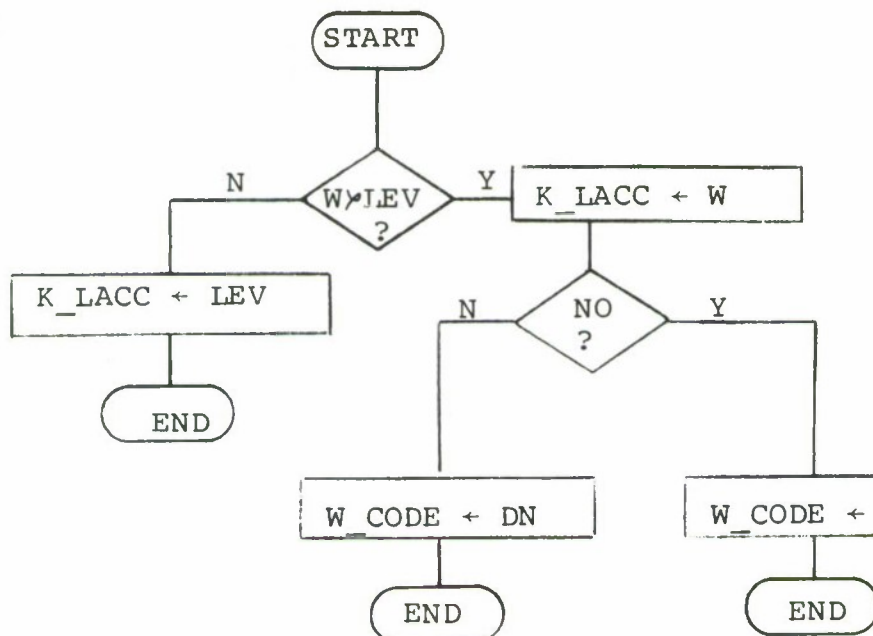 START
N
W>LEV
?
Y
K_LACC ← W
K_LACC ← LEV
N
NO
?
Y
END
W_CODE ← DN
W_CODE ←
END
END